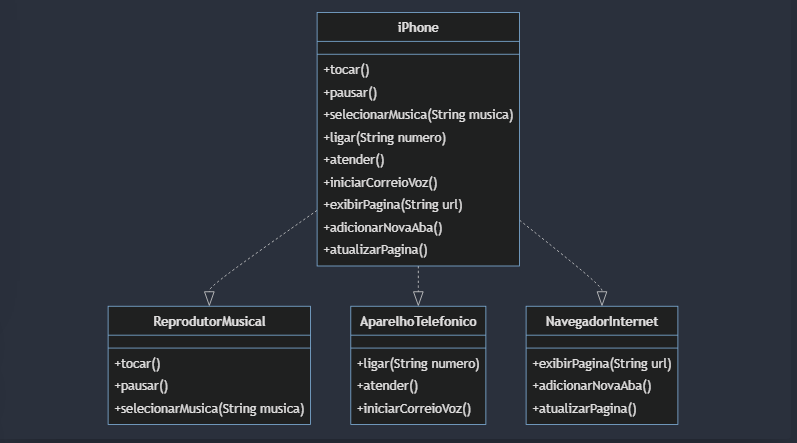 iPhone
+tocar()
+pausar()
+selecionarMusica(String musica)
+ligar(String numero)
+atender()
+iniciarCorreioVoz()
+exibirPagina(String url)
+adicionarNovaAba()
+atualizarPagina()
ReprodutorMusical
+tocar()
+pausar()
+selecionarMusica(String musica)
AparelhoTelefonico
+ligar(String numero)
+atender()
+iniciarCorreioVoz()
NavegadorInternet
+exibirPagina(String url)
+adicionarNovaAba()
+atualizarPagina()